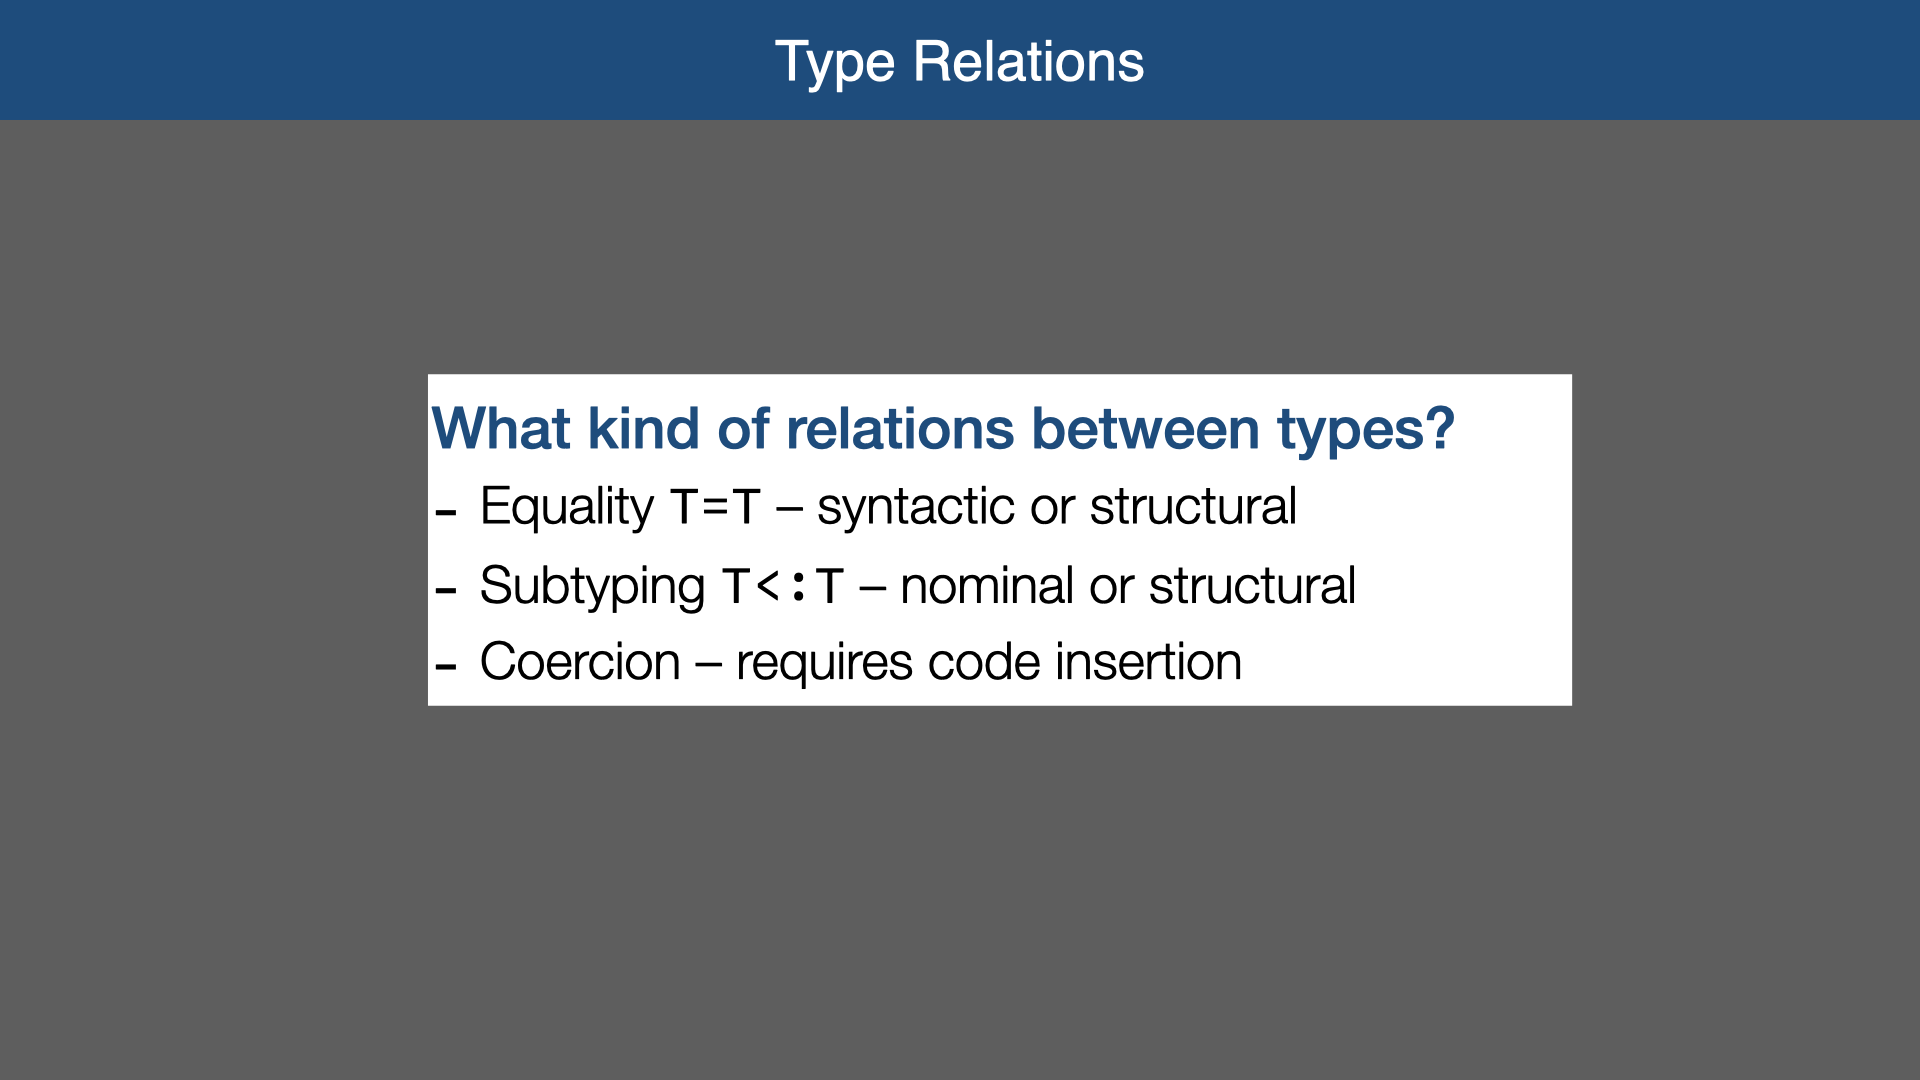 Type Relations
What kind of relations between types?
- Equality T=T – syntactic or structural
- Subtyping T<:T – nominal or structural
- Coercion – requires code insertion